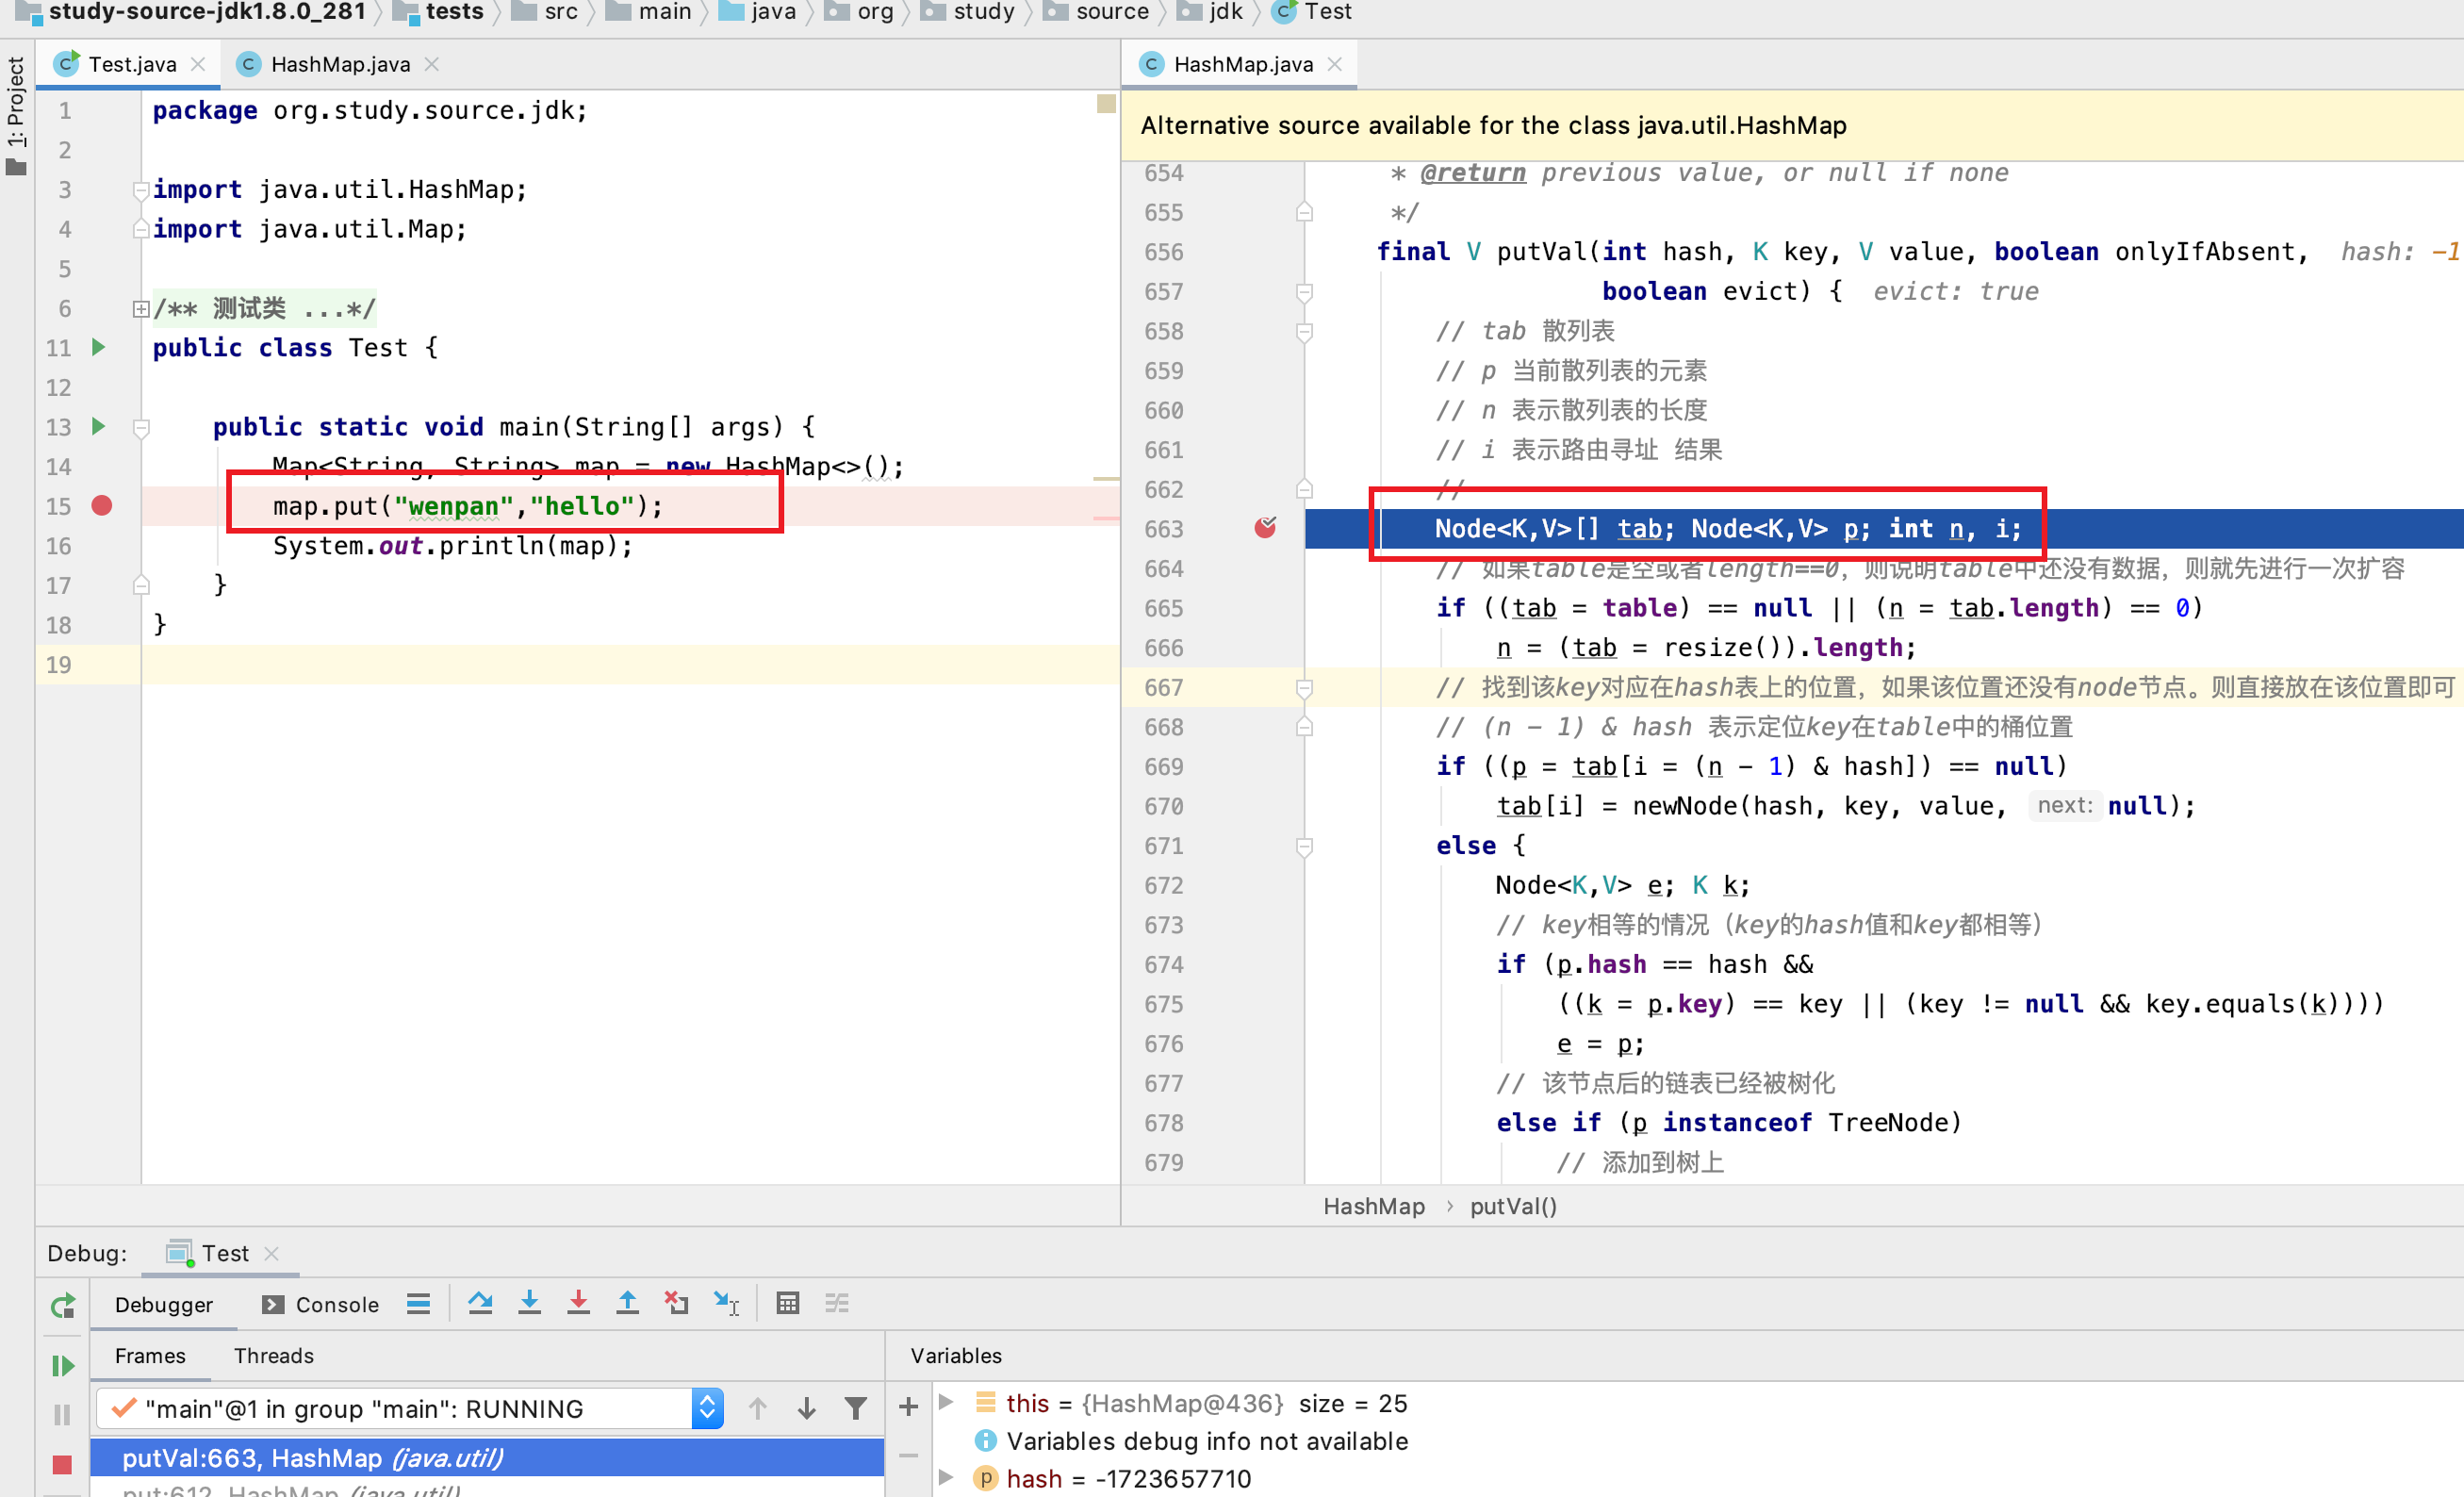 study-source-jdk1.8.0_281 tests src main java org study source jdk Test
1: Project
Test.java HashMap.java
1 package org.study.source.jdk;
2
3 import java.util.HashMap;
4 import java.util.Map;
5
6 /** 测试类 ...*/
11 public class Test {
12
13 public static void main(String[] args) {
14 Map<String, String> map = new HashMap<>();
15 map.put("wenpan","hello");
16 System.out.println(map);
17 }
18 }
19
HashMap.java
Alternative source available for the class java.util.HashMap
654 * @return previous value, or null if none
655 */
656 final V putVal(int hash, K key, V value, boolean onlyIfAbsent, hash: -1
657 boolean evict) { evict: true
658 // tab 散列表
659 // p 当前散列表的元素
660 // n 表示散列表的长度
661 // i 表示路由寻址 结果
662 //
663 Node<K,V>[] tab; Node<K,V> p; int n, i;
664 // 如果table是空或者length==0，则说明table中还没有数据，则就先进行一次扩容
665 if ((tab = table) == null || (n = tab.length) == 0)
666 n = (tab = resize()).length;
667 // 找到该key对应在hash表上的位置，如果该位置还没有node节点。则直接放在该位置即可
668 // (n - 1) & hash 表示定位key在table中的桶位置
669 if ((p = tab[i = (n - 1) & hash]) == null)
670 tab[i] = newNode(hash, key, value, next: null);
671 else {
672 Node<K,V> e; K k;
673 // key相等的情况（key的hash值和key都相等）
674 if (p.hash == hash &&
675 ((k = p.key) == key || (key != null && key.equals(k))))
676 e = p;
677 // 该节点后的链表已经被树化
678 else if (p instanceof TreeNode)
679 // 添加到树上
HashMap › putVal()
Debug: Test
Debugger Console
Frames Threads
"main"@1 in group "main": RUNNING
putVal:663, HashMap (java.util)
put:612, HashMap (java.util)
Variables
this = {HashMap@436} size = 25
Variables debug info not available
hash = -1723657710